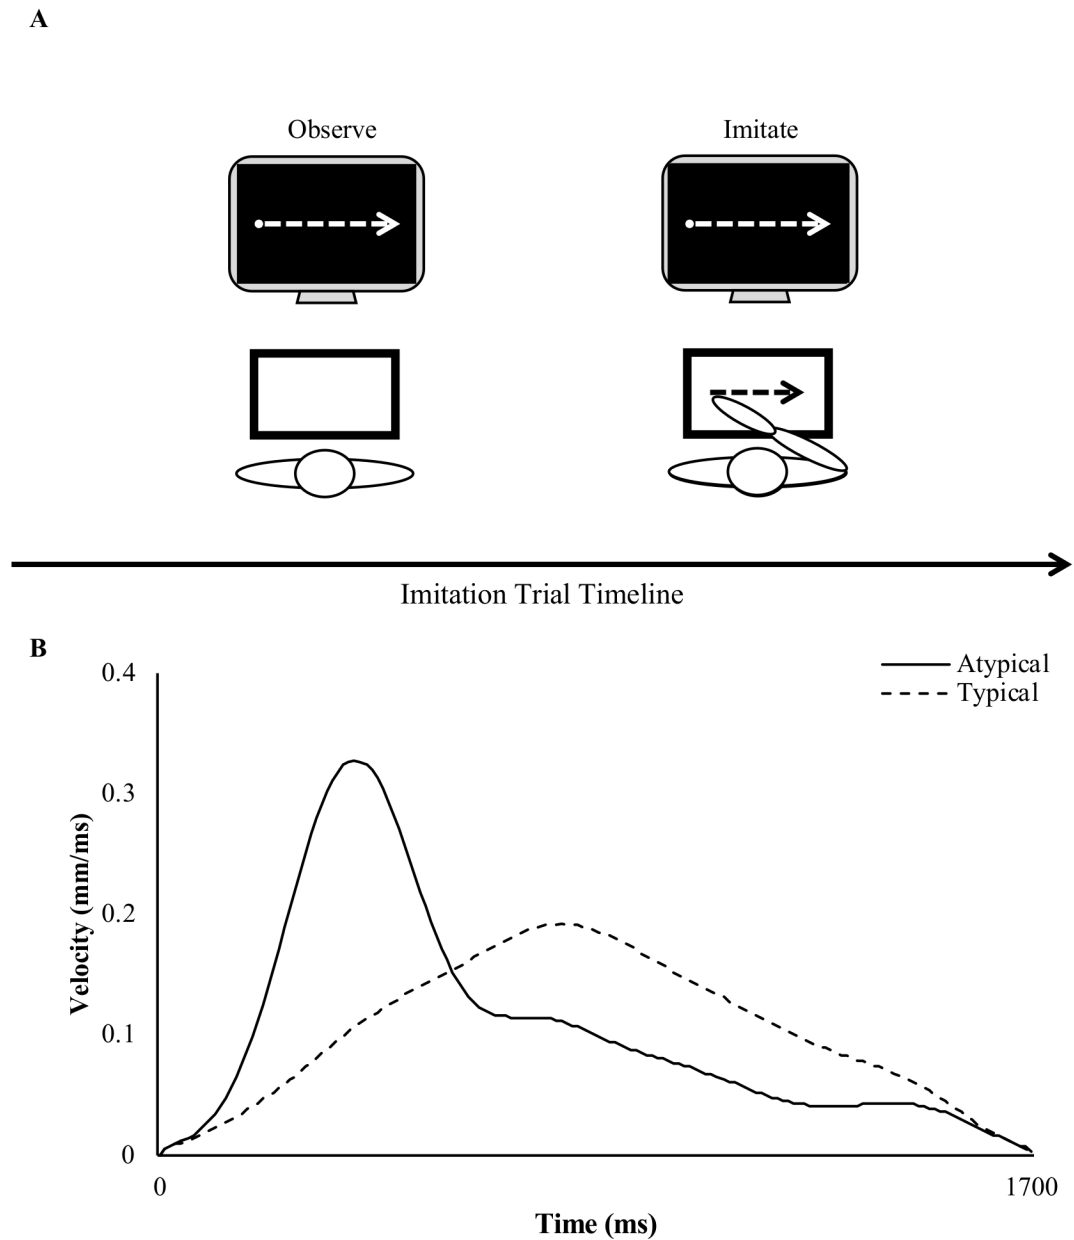 A
Observe
Imitate
Imitation Trial Timeline
B
Atypical
Typical
0.4
0.3
0.2
0.1
0
Velocity (mm/ms)
0
1700
Time (ms)